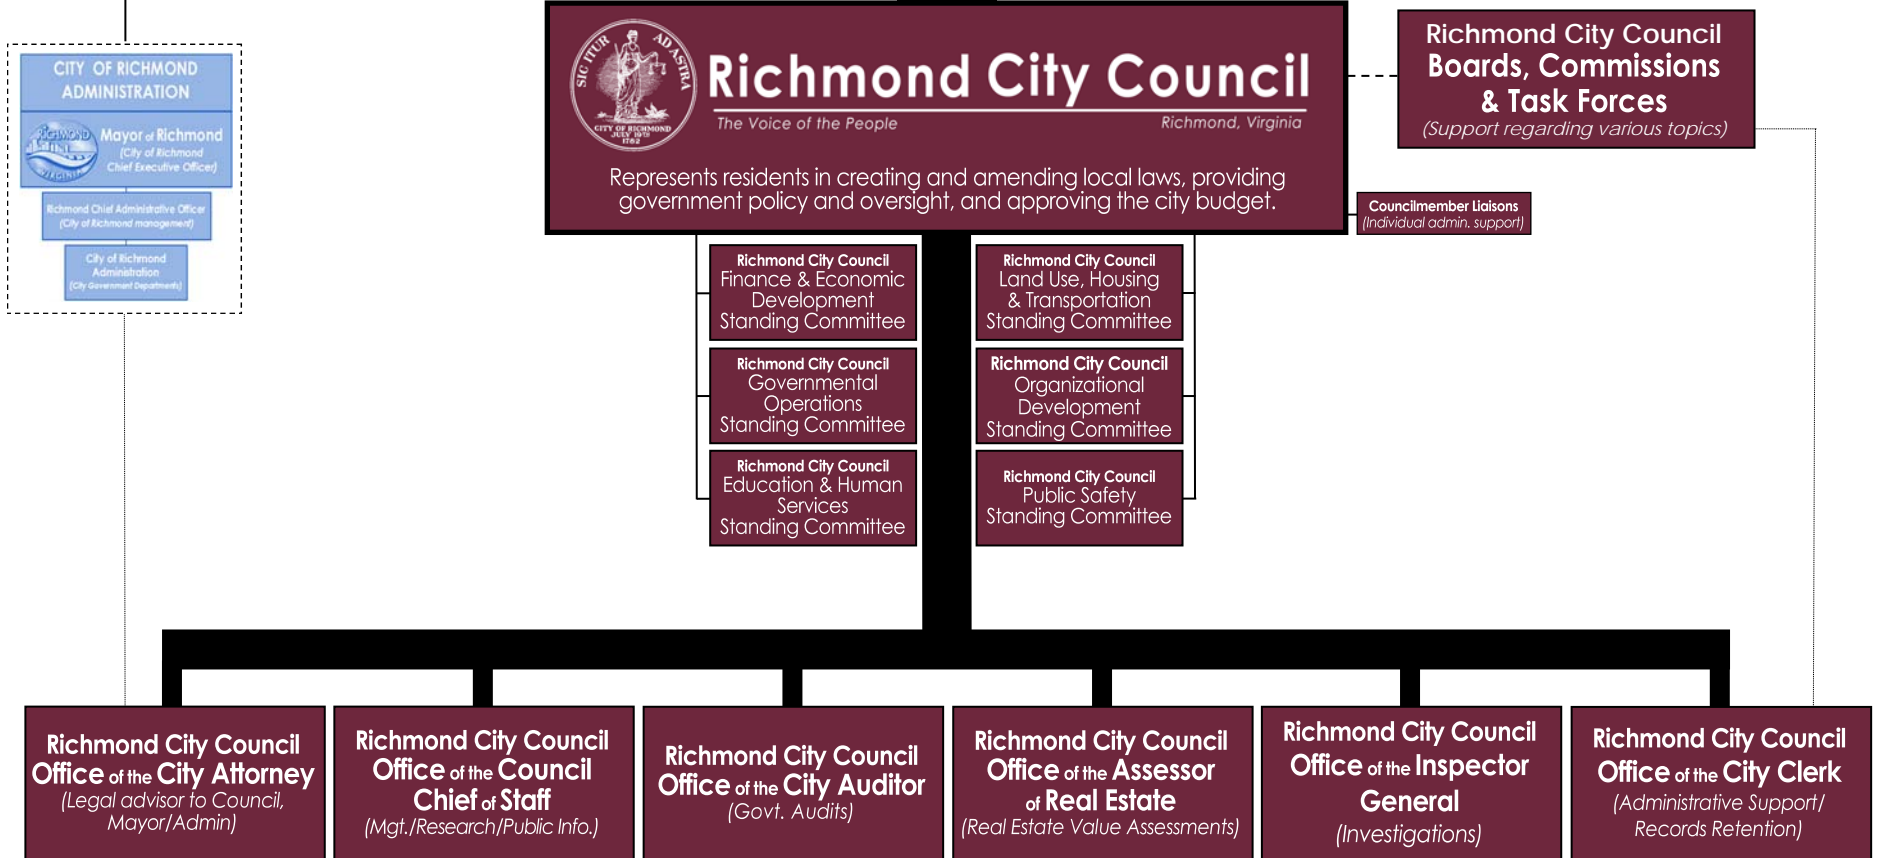 CITY OF RICHMOND
ADMINISTRATION
RICHMOND
VIRGINIA
Mayor of Richmond
(City of Richmond
Chief Executive Officer)
Richmond Chief Administrative Officer
(City of Richmond management)
City of Richmond
Administration
(City Government Departments)
SIC ITUR AD ASTRA
CITY OF RICHMOND
JULY 19TH
1782
Richmond City Council
The Voice of the People
Richmond, Virginia
Represents residents in creating and amending local laws, providing
government policy and oversight, and approving the city budget.
Richmond City Council
Boards, Commissions
& Task Forces
(Support regarding various topics)
Councilmember Liaisons
(Individual admin. support)
Richmond City Council
Finance & Economic
Development
Standing Committee
Richmond City Council
Land Use, Housing
& Transportation
Standing Committee
Richmond City Council
Governmental
Operations
Standing Committee
Richmond City Council
Organizational
Development
Standing Committee
Richmond City Council
Education & Human
Services
Standing Committee
Richmond City Council
Public Safety
Standing Committee
Richmond City Council
Office of the City Attorney
(Legal advisor to Council,
Mayor/Admin)
Richmond City Council
Office of the Council
Chief of Staff
(Mgt./Research/Public Info.)
Richmond City Council
Office of the City Auditor
(Govt. Audits)
Richmond City Council
Office of the Assessor
of Real Estate
(Real Estate Value Assessments)
Richmond City Council
Office of the Inspector
General
(Investigations)
Richmond City Council
Office of the City Clerk
(Administrative Support/
Records Retention)